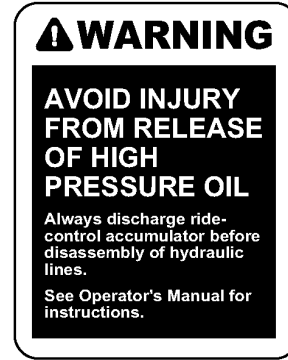 WARNING
AVOID INJURY
FROM RELEASE
OF HIGH
PRESSURE OIL
Always discharge ride-
control accumulator before
disassembly of hydraulic
lines.
See Operator's Manual for
instructions.